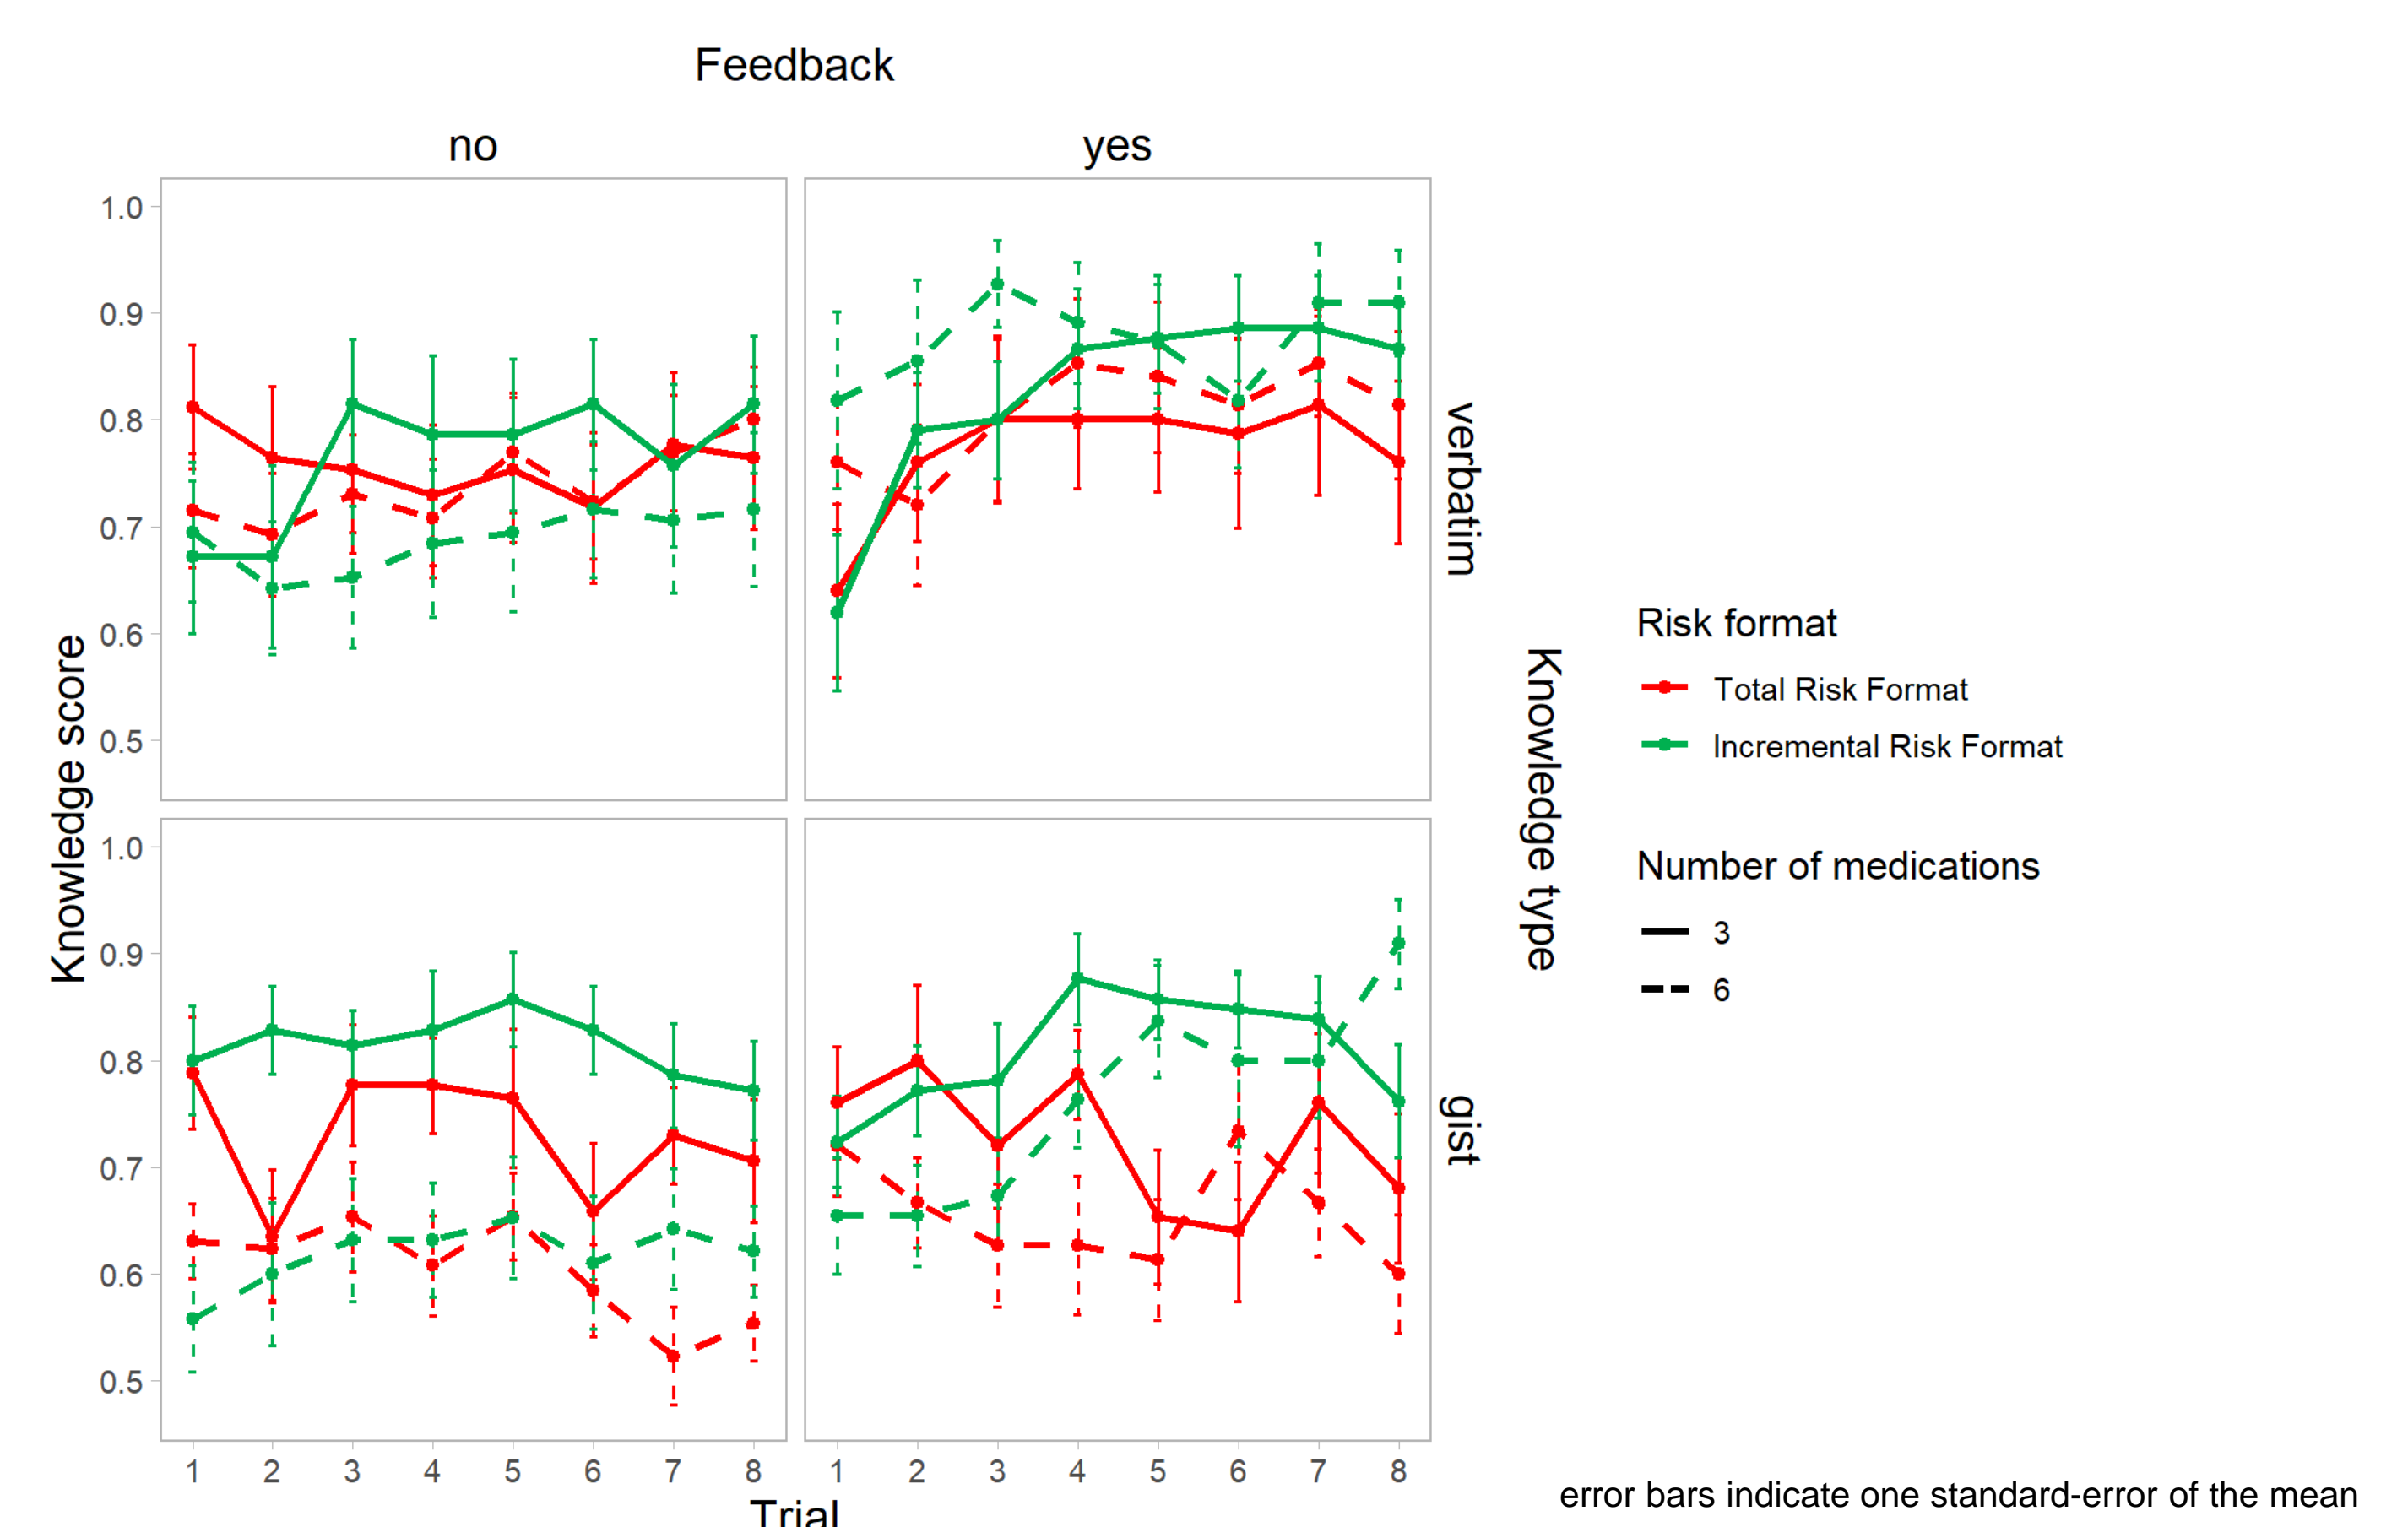 Feedback
no
yes
1.0
0.9
0.8
0.7
0.6
0.5
verbatim
Knowledge score
1.0
0.9
0.8
0.7
0.6
0.5
gist
Knowledge type
1 2 3 4 5 6 7 8
1 2 3 4 5 6 7 8
Trial
Risk format
Total Risk Format
Incremental Risk Format
Number of medications
3
6
error bars indicate one standard-error of the mean